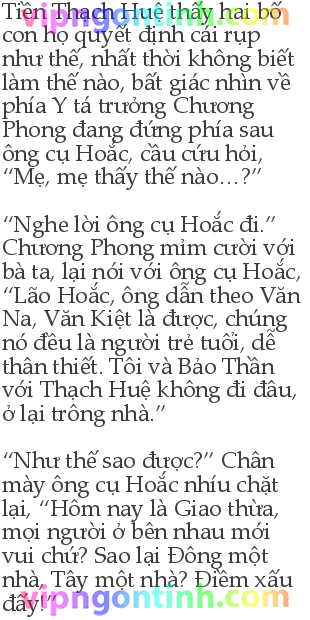 Tiền Thạch Huệ thấy hai bố
con họ quyết định cái rụp
như thế, nhất thời không biết
làm thế nào, bất giác nhìn về
phía Y tá trưởng Chương
Phong đang đứng phía sau
ông cụ Hoắc, cầu cứu hỏi,
“Mẹ, mẹ thấy thế nào…?”
“Nghe lời ông cụ Hoắc đi.”
Chương Phong mỉm cười với
bà ta, lại nói với ông cụ Hoắc,
“Lão Hoắc, ông dẫn theo Văn
Na, Văn Kiệt là được, chúng
nó đều là người trẻ tuổi, dễ
thân thiết. Tôi và Bảo Thần
với Thạch Huệ không đi đâu,
ở lại trông nhà.”
“Như thế sao được?” Chân
mày ông cụ Hoắc nhíu chặt
lại, “Hôm nay là Giao thừa,
mọi người ở bên nhau mới
vui chứ? Sao lại Đông một
nhà, Tây một nhà? Điềm xấu
đấy!”
vipngontinh.com
vipngontinh.com